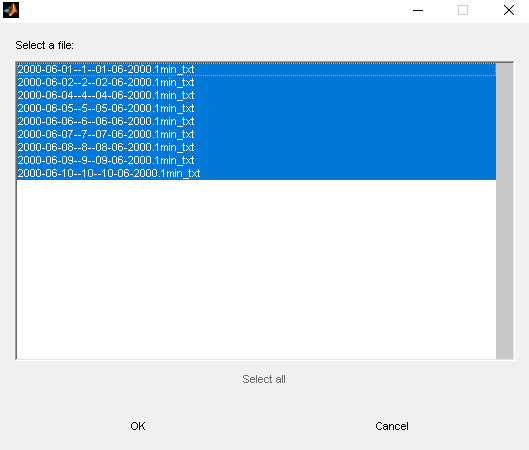 Select a file:
2000-06-01--1--01-06-2000.1min_txt
2000-06-02--2--02-06-2000.1min_txt
2000-06-04--4--04-06-2000.1min_txt
2000-06-05--5--05-06-2000.1min_txt
2000-06-06--6--06-06-2000.1min_txt
2000-06-07--7--07-06-2000.1min_txt
2000-06-08--8--08-06-2000.1min_txt
2000-06-09--9--09-06-2000.1min_txt
2000-06-10--10--10-06-2000.1min_txt
Select all
OK
Cancel